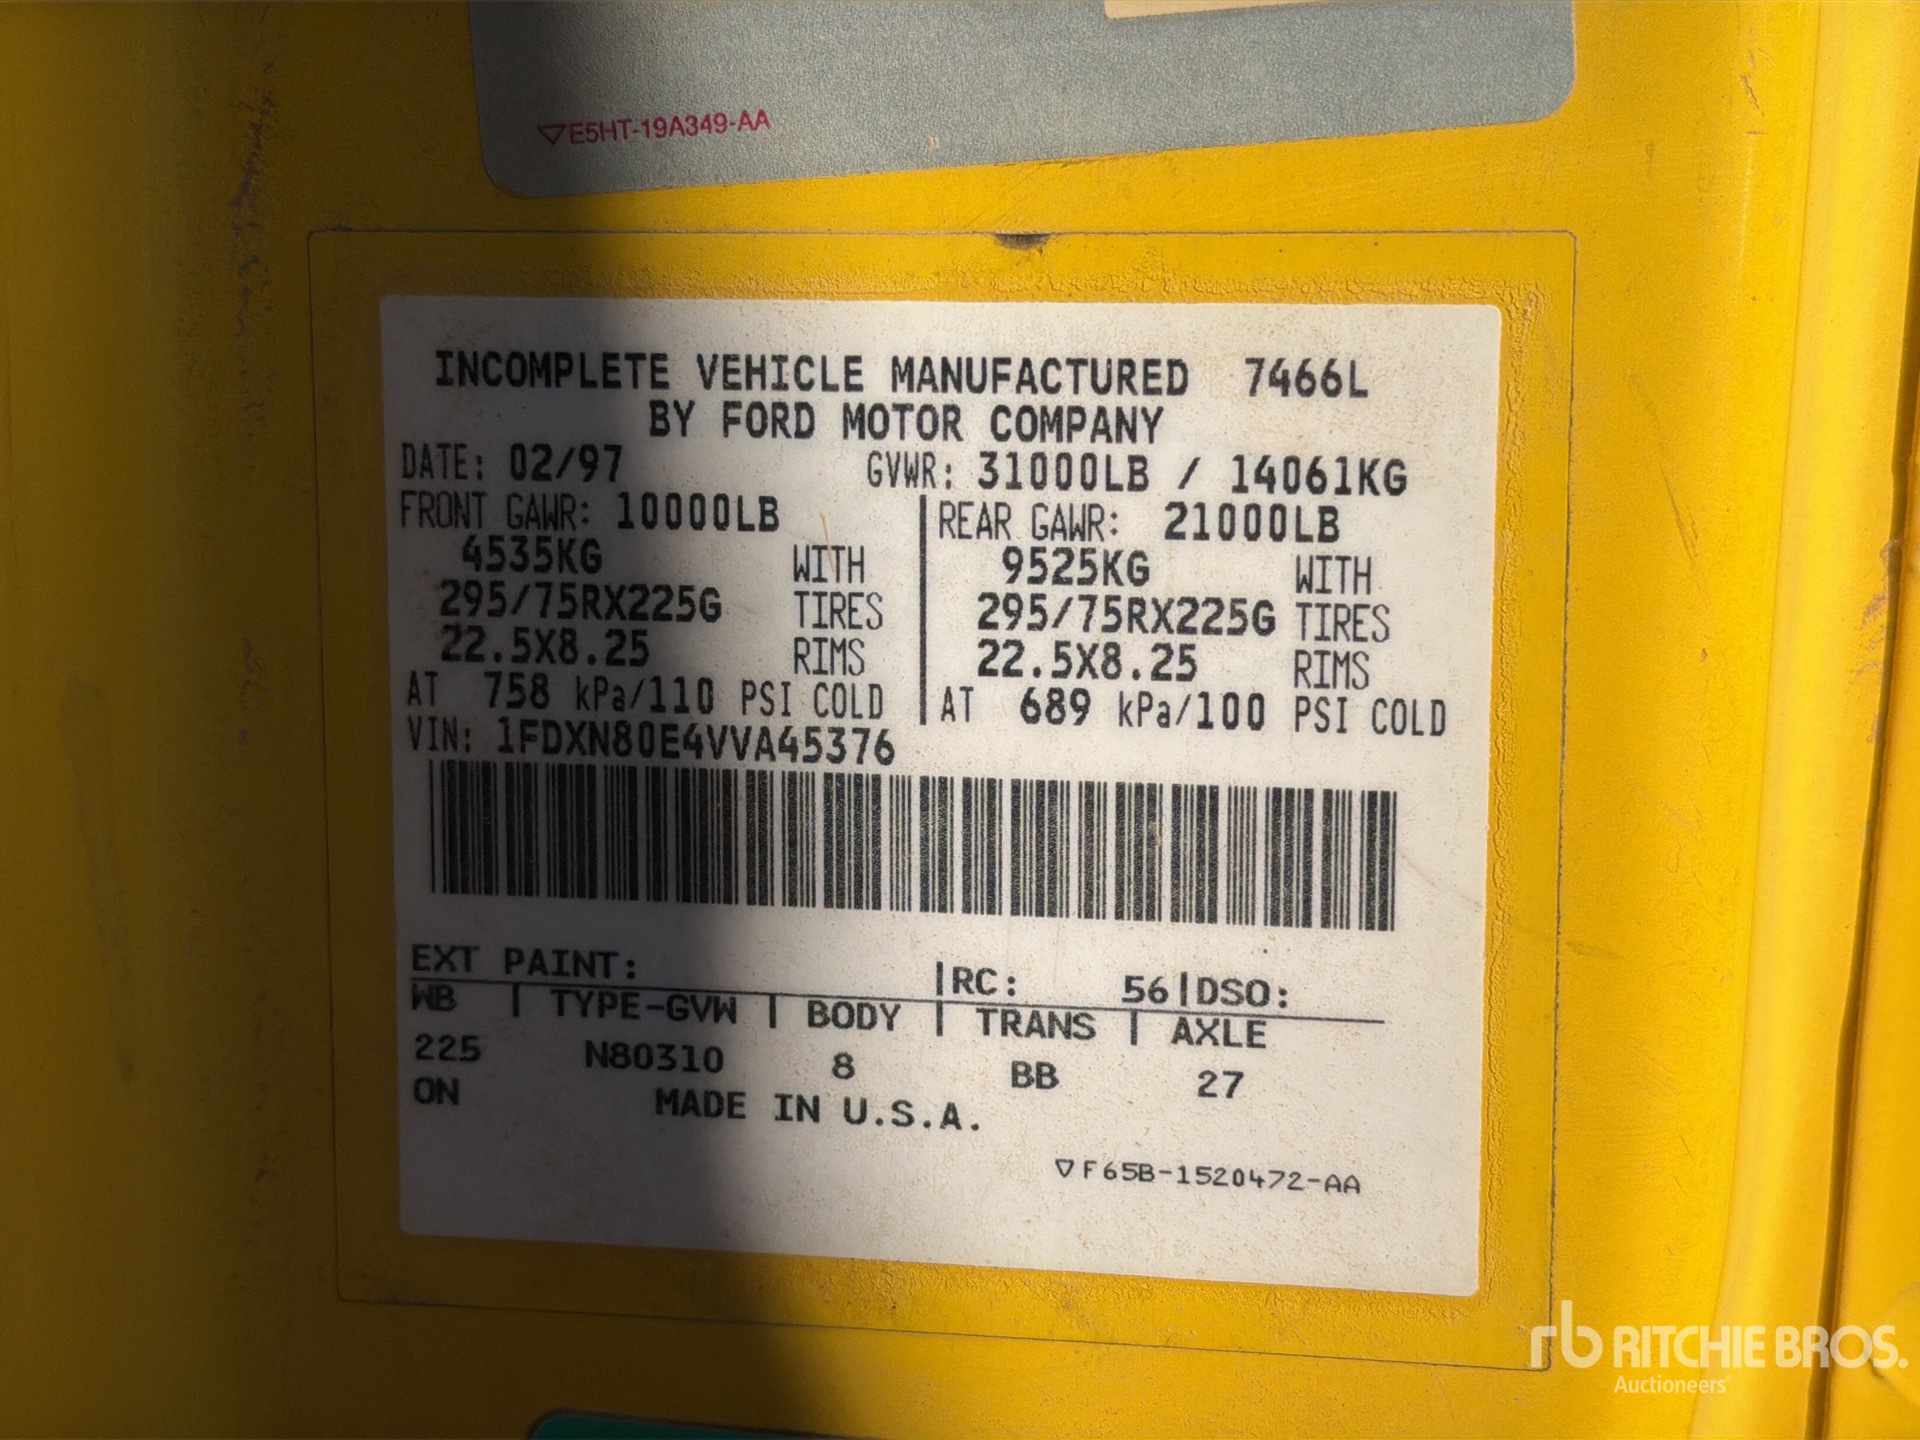 ▽E5HT-19A349-AA
INCOMPLETE VEHICLE MANUFACTURED 7466L
BY FORD MOTOR COMPANY
DATE: 02/97 GVWR: 31000LB / 14061KG
FRONT GAWR: 10000LB REAR GAWR: 21000LB
4535KG WITH 9525KG WITH
295/75RX225G TIRES 295/75RX225G TIRES
22.5X8.25 RIMS 22.5X8.25 RIMS
AT 758 kPa/110 PSI COLD AT 689 kPa/100 PSI COLD
VIN: 1FDXN80E4VVA45376
EXT PAINT: |RC: 56|DSO:
WB | TYPE-GVW | BODY | TRANS | AXLE
225 N80310 8 BB 27
ON MADE IN U.S.A.
▽F65B-1520472-AA
rb RITCHIE BROS.
Auctioneers